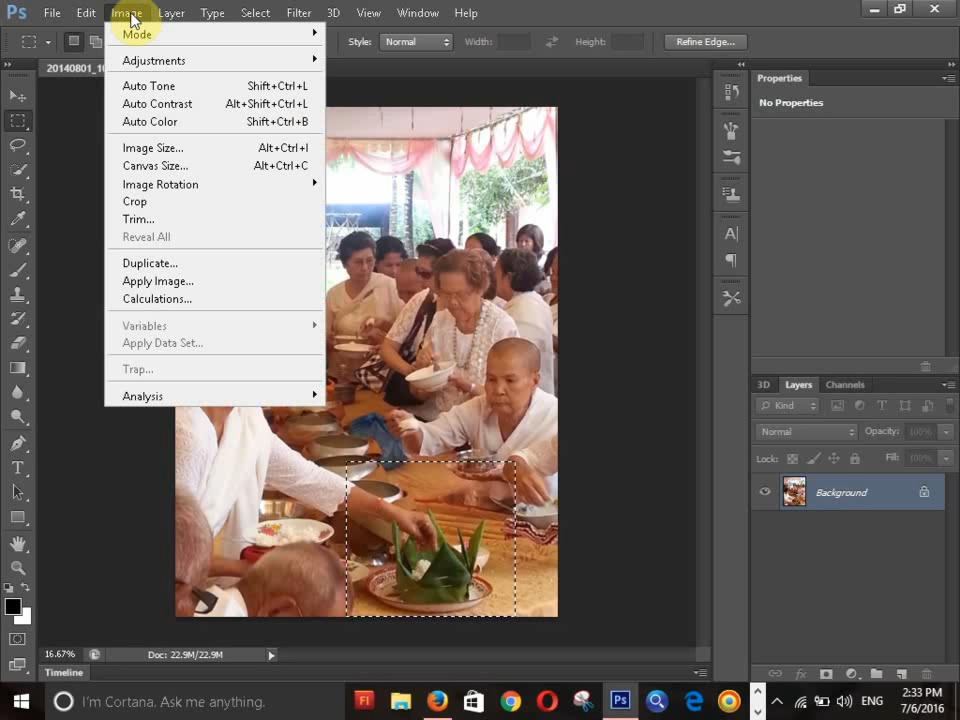 Ps File Edit Image Layer Type Select Filter 3D View Window Help
Style: Normal Width: Height: Refine Edge...
20140801_1
Mode
Adjustments
Auto Tone Shift+Ctrl+L
Auto Contrast Alt+Shift+Ctrl+L
Auto Color Shift+Ctrl+B
Image Size... Alt+Ctrl+I
Canvas Size... Alt+Ctrl+C
Image Rotation
Crop
Trim...
Reveal All
Duplicate...
Apply Image...
Calculations...
Variables
Apply Data Set...
Trap...
Analysis
Properties
No Properties
3D Layers Channels
Kind
Normal Opacity: 100%
Lock: Fill: 100%
Background
16.67% Doc: 22.9M/22.9M
Timeline
I'm Cortana. Ask me anything.
ENG
2:33 PM
7/6/2016